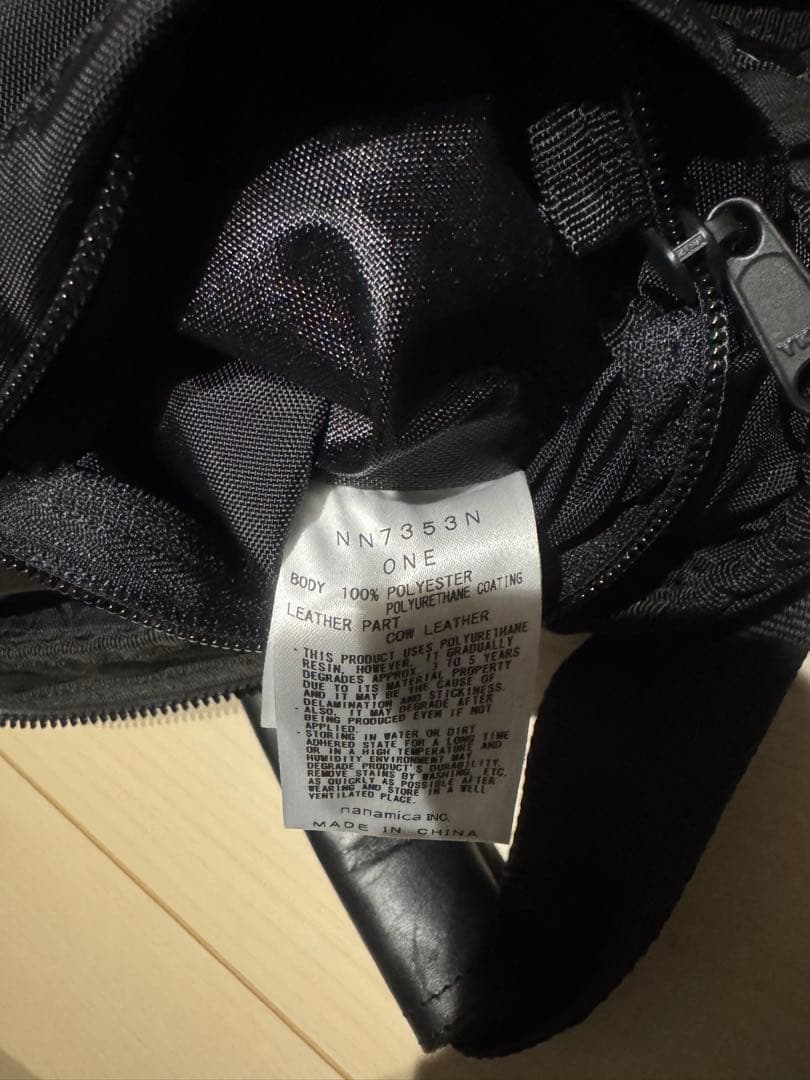 NN7353N
ONE
BODY 100% POLYESTER
POLYURETHANE COATING
LEATHER PART
COW LEATHER
・THIS PRODUCT USES POLYURETHANE
RESIN. HOWEVER, IT GRADUALLY
DEGRADES APPROX. 2 TO 5 YEARS
DUE TO ITS MATERIAL PROPERTY
AND IT MAY BE THE CAUSE OF
DELAMINATION AND STICKINESS.
・ALSO, IT MAY DEGRADE AFTER
BEING PRODUCED EVEN IF NOT
APPLIED.
・STORING IN WATER OR DIRT
ADHERED STATE FOR A LONG TIME
OR IN A HIGH TEMPERATURE AND
HUMIDITY ENVIRONMENT MAY
DEGRADE PRODUCT'S DURABILITY.
REMOVE STAINS BY WASHING, ETC.
AS QUICKLY AS POSSIBLE AFTER
WEARING AND STORE IN A WELL
VENTILATED PLACE.
nanamica INC.
MADE IN CHINA